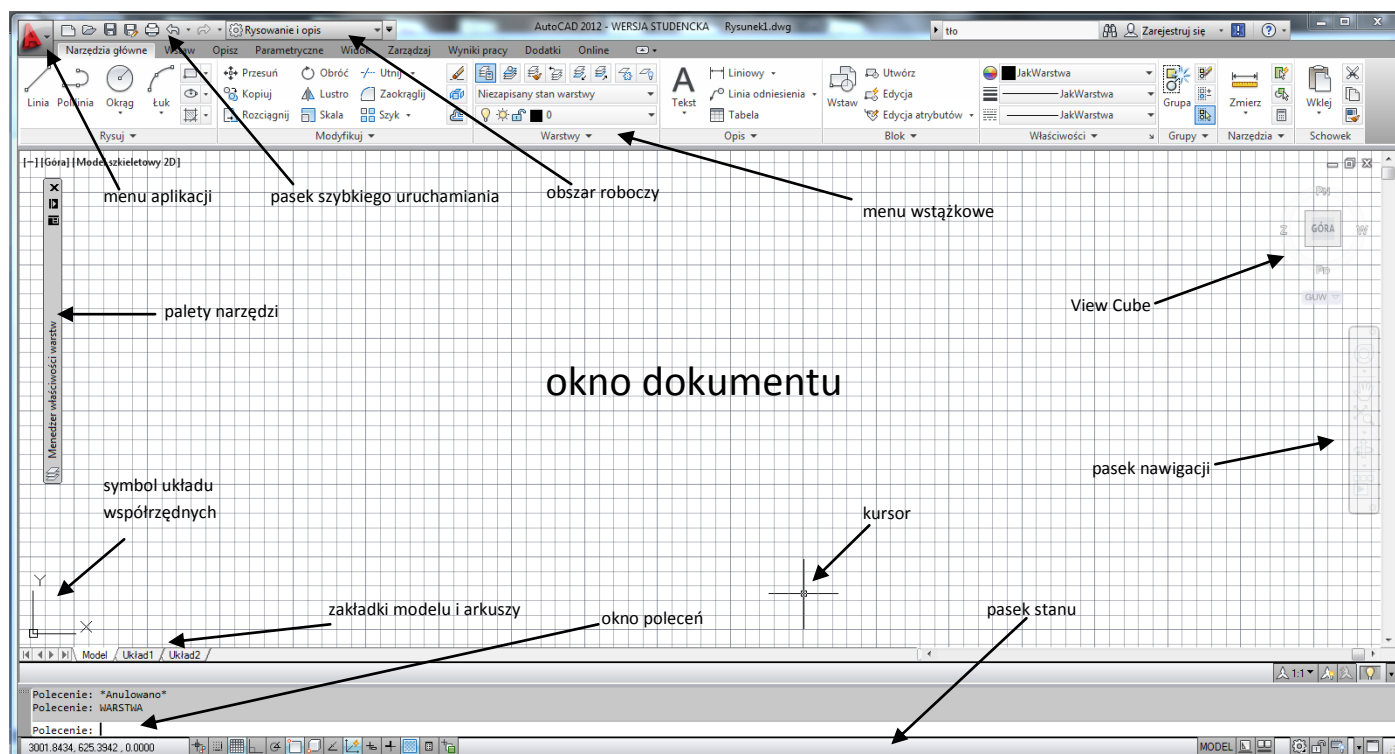 Rysowanie i opis
AutoCAD 2012 - WERSJA STUDENCKA Rysunek1.dwg
tło
Zarejestruj się
Narzędzia główne Wstaw Opisz Parametryczne Widok Zarządzaj Wyniki pracy Dodatki Online
Przesuń Obróć Utnij
Kopiuj Lustro Zaokrąglij
Rozciągnij Skala Szyk
Linia Polilinia Okrąg Łuk
Niezapisany stan warstwy
0
Tekst
Liniowy
Linia odniesienia
Tabela
Wstaw
Utwórz
Edycja
Edycja atrybutów
JakWarstwa
JakWarstwa
JakWarstwa
Grupa
Zmierz
Wklej
Rysuj Modyfikuj Warstwy Opis Blok Właściwości Grupy Narzędzia Schowek
[−] [Góra] [Model szkieletowy 2D]
menu aplikacji
pasek szybkiego uruchamiania
obszar roboczy
menu wstążkowe
Płn
Z GÓRA W
Płd
GUW
View Cube
palety narzędzi
Menedżer właściwości warstw
okno dokumentu
pasek nawigacji
symbol układu
współrzędnych
kursor
Y
X
zakładki modelu i arkuszy
okno poleceń
pasek stanu
Model Układ1 Układ2
1:1
Polecenie: *Anulowano*
Polecenie: WARSTWA
Polecenie:
3001.8434, 625.3942 , 0.0000
MODEL